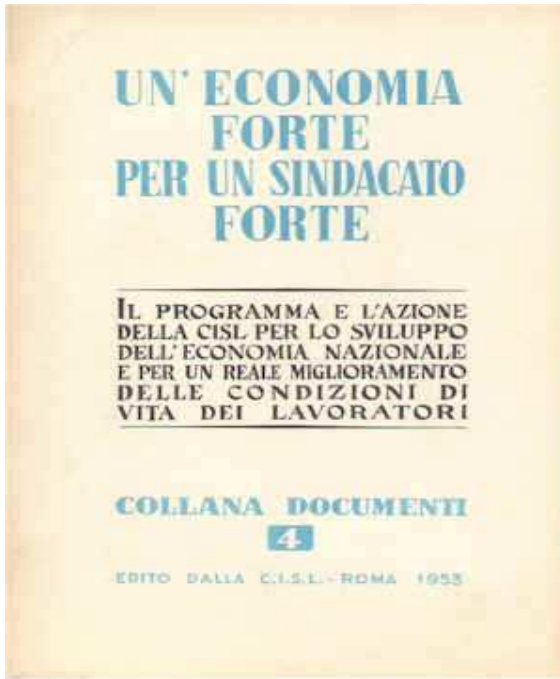 UN' ECONOMIA
FORTE
PER UN SINDACATO
FORTE
IL PROGRAMMA E L'AZIONE
DELLA CISL PER LO SVILUPPO
DELL'ECONOMIA NAZIONALE
E PER UN REALE MIGLIORAMENTO
DELLE CONDIZIONI DI
VITA DEI LAVORATORI
COLLANA DOCUMENTI
4
EDITO DALLA C.I.S.L. - ROMA 1953